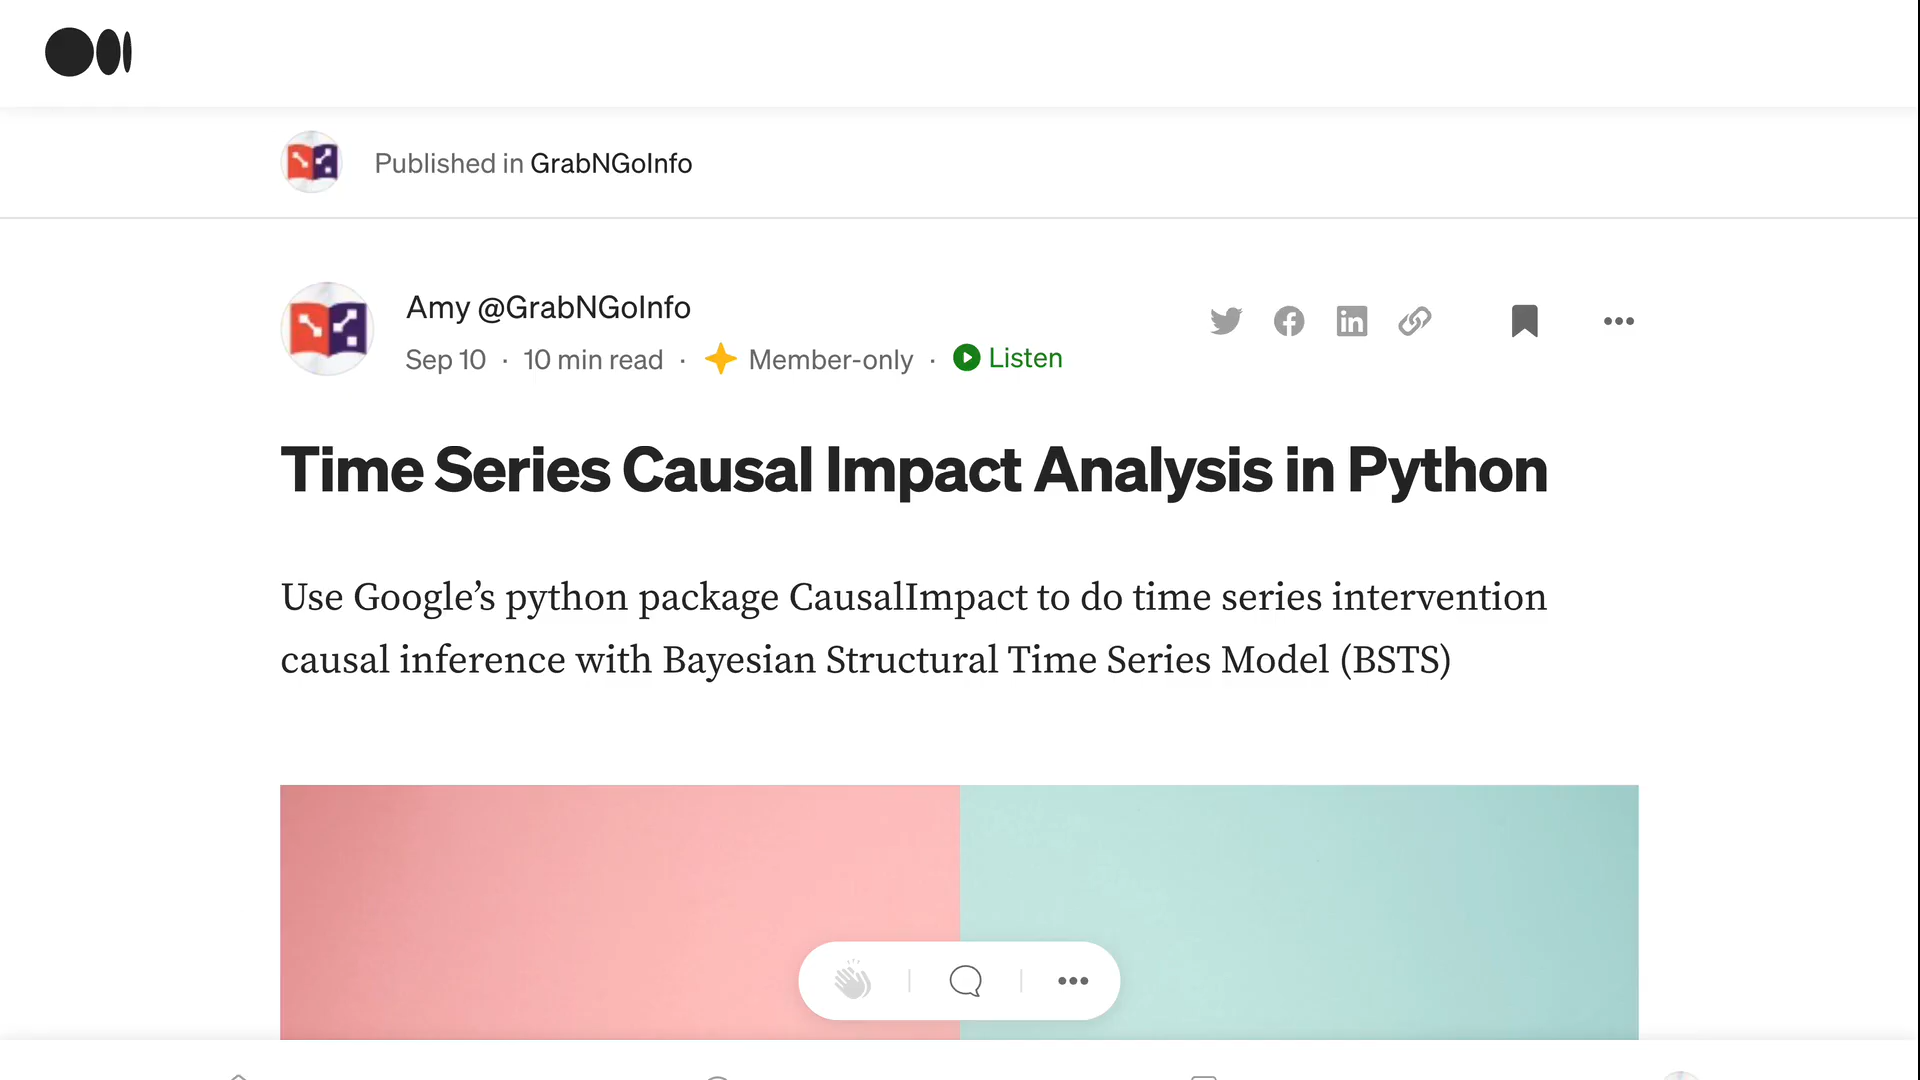 Published in GrabNGoInfo
Amy @GrabNGoInfo
Sep 10 · 10 min read · Member-only · Listen
Time Series Causal Impact Analysis in Python
Use Google’s python package CausalImpact to do time series intervention
causal inference with Bayesian Structural Time Series Model (BSTS)